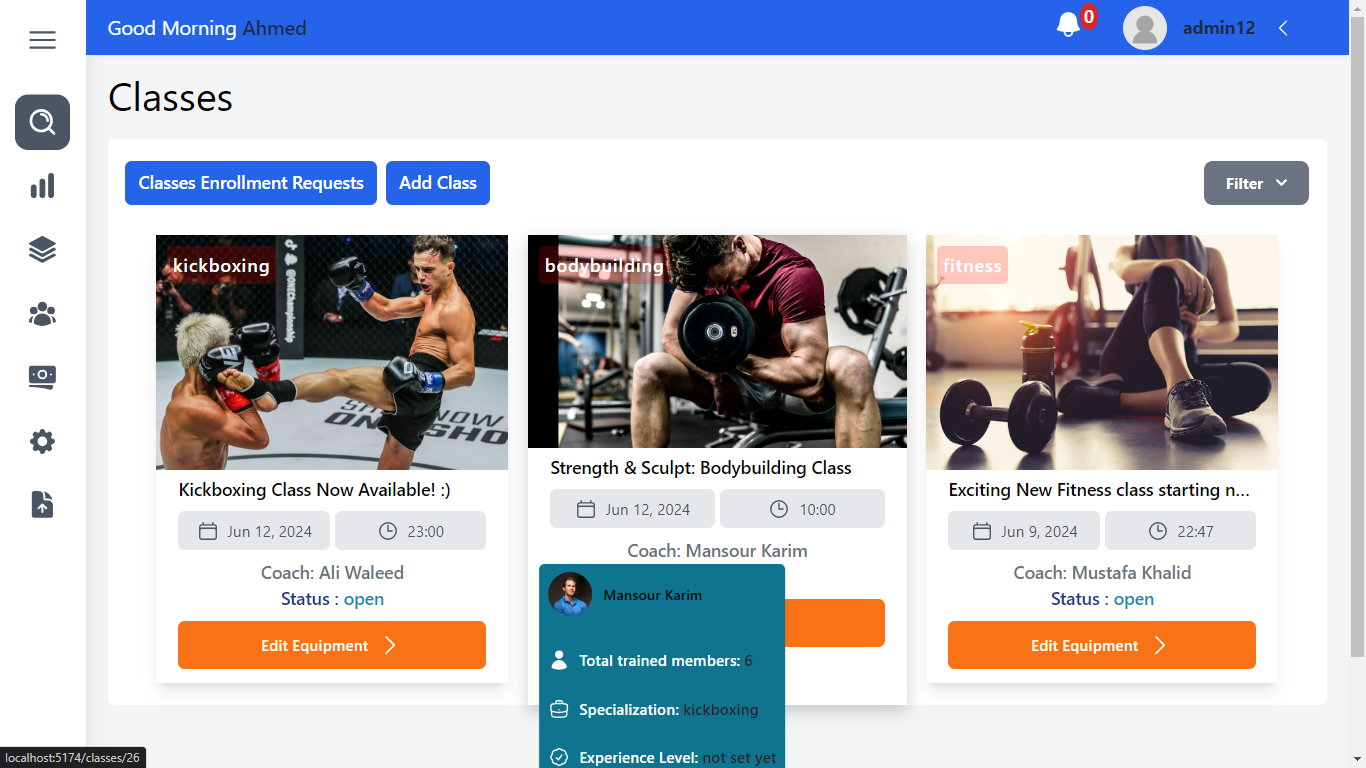 Good Morning Ahmed
0
admin12
Classes
Classes Enrollment Requests
Add Class
Filter
kickboxing
@ONEChampionship
bodybuilding
fitness
Kickboxing Class Now Available! :)
Jun 12, 2024
23:00
Coach: Ali Waleed
Status : open
Edit Equipment
Strength & Sculpt: Bodybuilding Class
Jun 12, 2024
10:00
Coach: Mansour Karim
Mansour Karim
Total trained members: 6
Specialization: kickboxing
Experience Level: not set yet
Exciting New Fitness class starting n...
Jun 9, 2024
22:47
Coach: Mustafa Khalid
Status : open
Edit Equipment
localhost:5174/classes/26